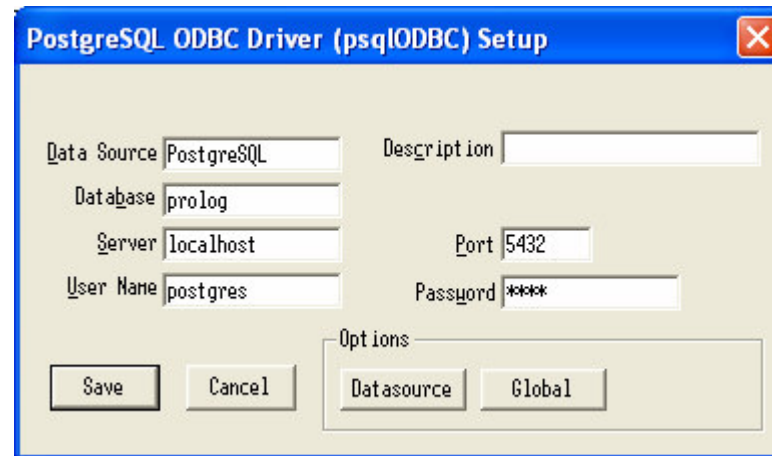 PostgreSQL ODBC Driver (psqlODBC) Setup
Data Source PostgreSQL
Description
Database prolog
Server localhost
Port 5432
User Name postgres
Password ****
Options
Save
Cancel
Datasource
Global